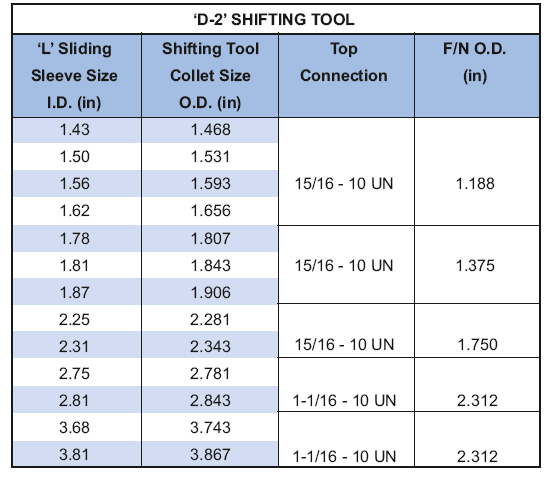 ‘D-2’ SHIFTING TOOL
‘L’ Sliding Sleeve Size I.D. (in) Shifting Tool Collet Size O.D. (in) Top Connection F/N O.D. (in)
1.43 1.468
1.50 1.531
1.56 1.593 15/16 - 10 UN 1.188
1.62 1.656
1.78 1.807
1.81 1.843 15/16 - 10 UN 1.375
1.87 1.906
2.25 2.281
2.31 2.343 15/16 - 10 UN 1.750
2.75 2.781
2.81 2.843 1-1/16 - 10 UN 2.312
3.68 3.743
3.81 3.867 1-1/16 - 10 UN 2.312